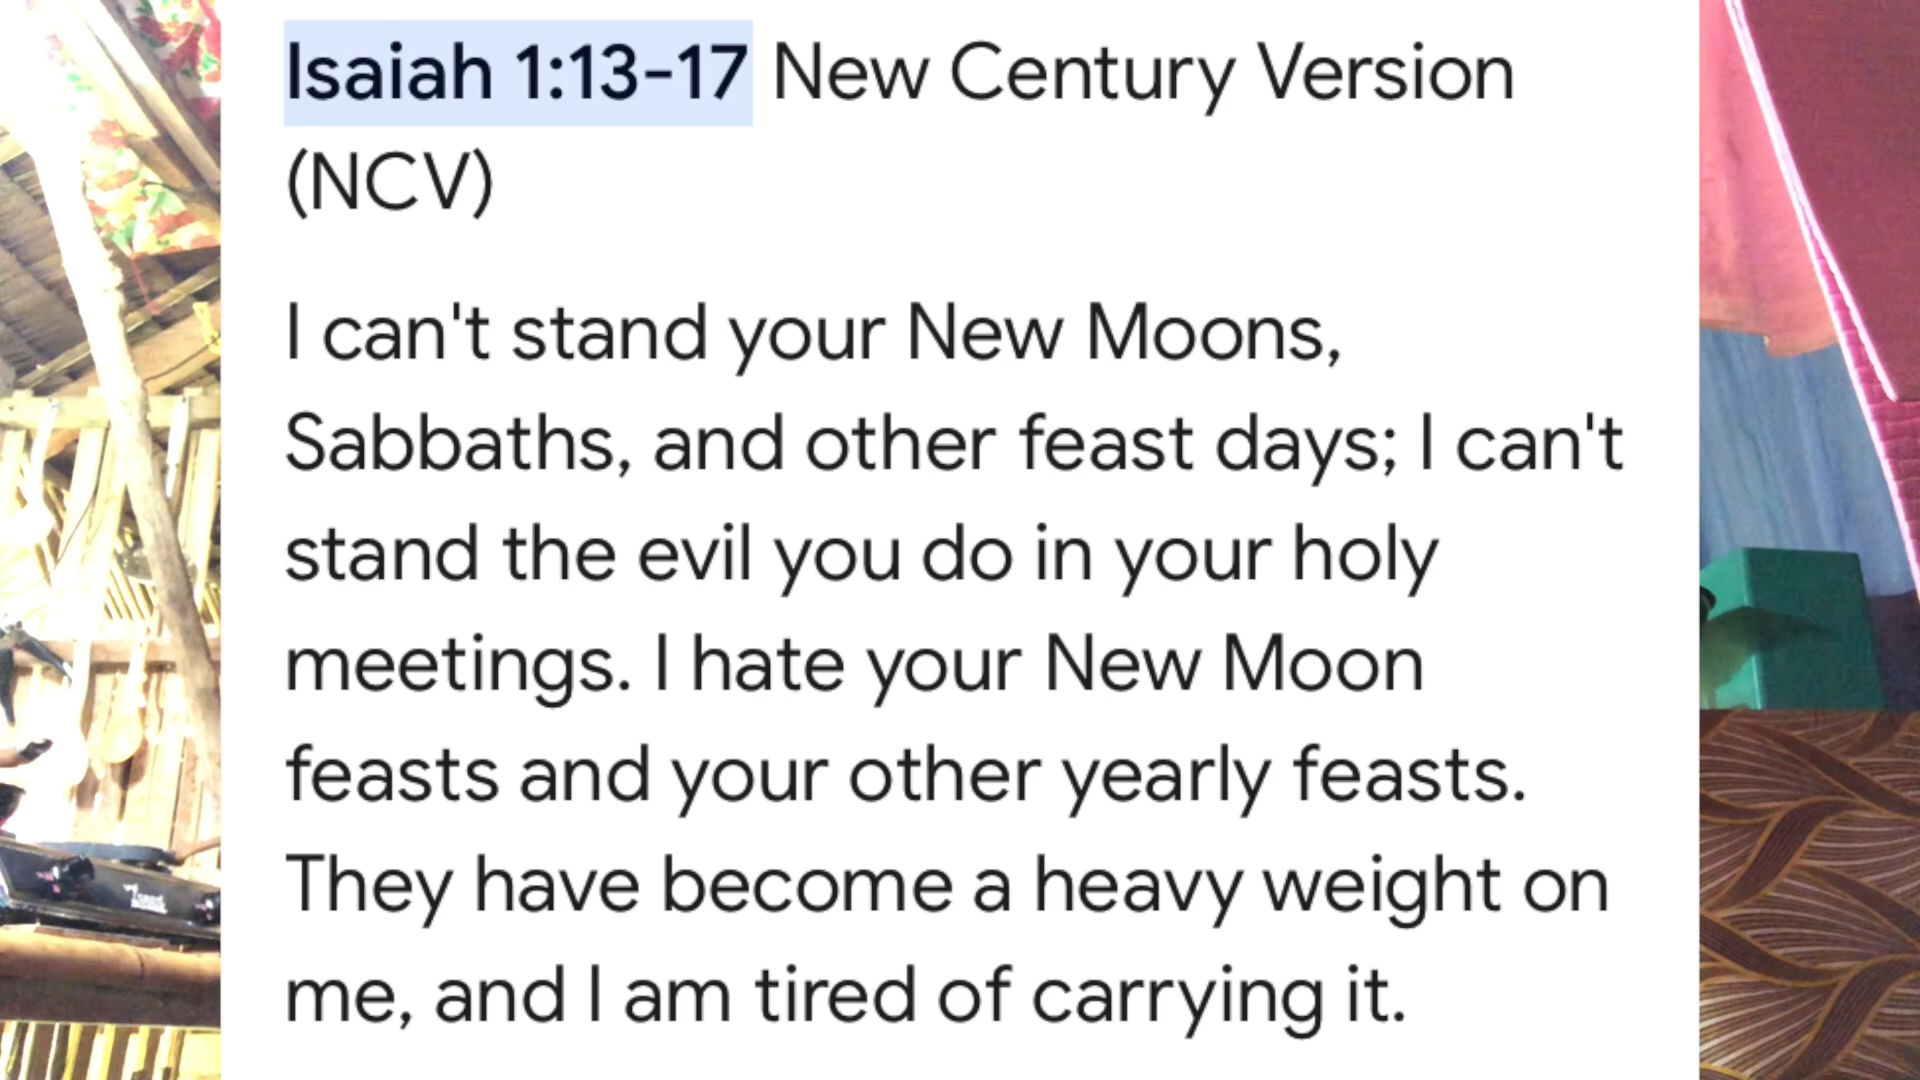 Isaiah 1:13-17 New Century Version
(NCV)
I can't stand your New Moons,
Sabbaths, and other feast days; I can't
stand the evil you do in your holy
meetings. I hate your New Moon
feasts and your other yearly feasts.
They have become a heavy weight on
me, and I am tired of carrying it.